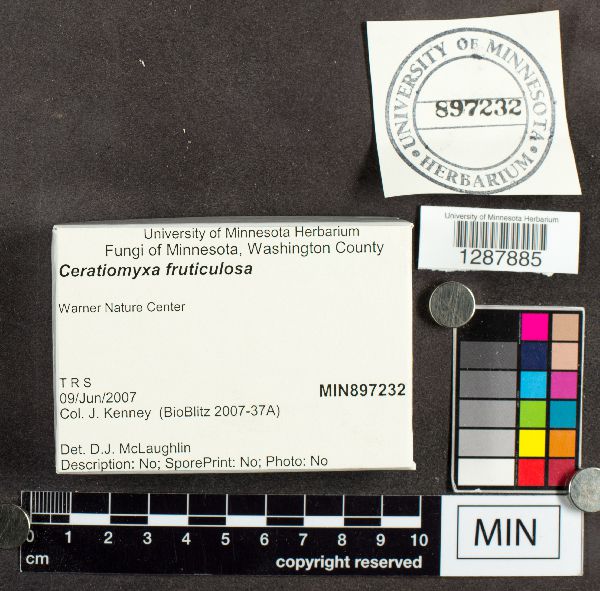 UNIVERSITY OF MINNESOTA
897232
• HERBARIUM •
University of Minnesota Herbarium
1287885
University of Minnesota Herbarium
Fungi of Minnesota, Washington County
Ceratiomyxa fruticulosa
Warner Nature Center
T R S
09/Jun/2007
MIN897232
Col. J. Kenney (BioBlitz 2007-37A)
Det. D.J. McLaughlin
Description: No; SporePrint: No; Photo: No
0 1 2 3 4 5 6 7 8 9 10
cm
copyright reserved
MIN